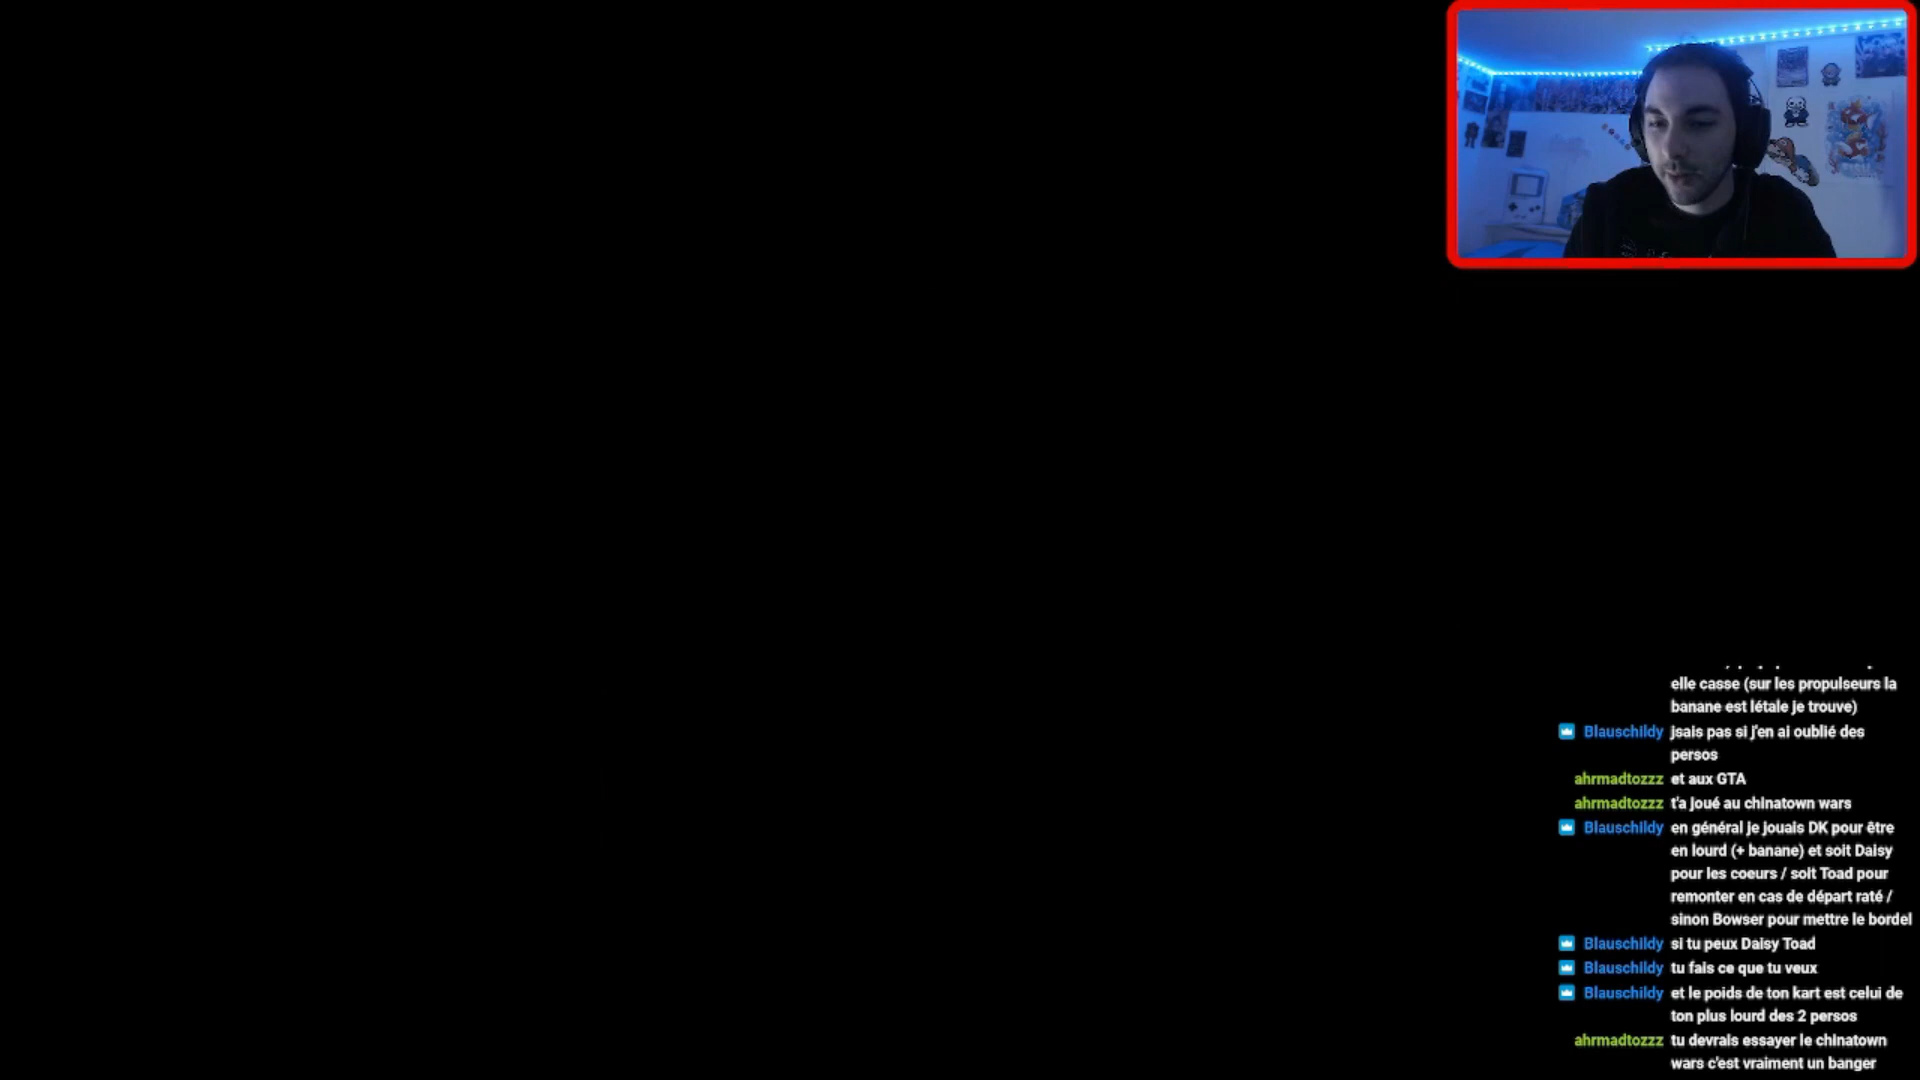 elle casse (sur les propulseurs la
banane est létale je trouve)
Blauschildy jsais pas si j'en ai oublié des
persos
ahrmadtozzz et aux GTA
ahrmadtozzz t'a joué au chinatown wars
Blauschildy en général je jouais DK pour être
en lourd (+ banane) et soit Daisy
pour les coeurs / soit Toad pour
remonter en cas de départ raté /
sinon Bowser pour mettre le bordel
Blauschildy si tu peux Daisy Toad
Blauschildy tu fais ce que tu veux
Blauschildy et le poids de ton kart est celui de
ton plus lourd des 2 persos
ahrmadtozzz tu devrais essayer le chinatown
wars c'est vraiment un banger